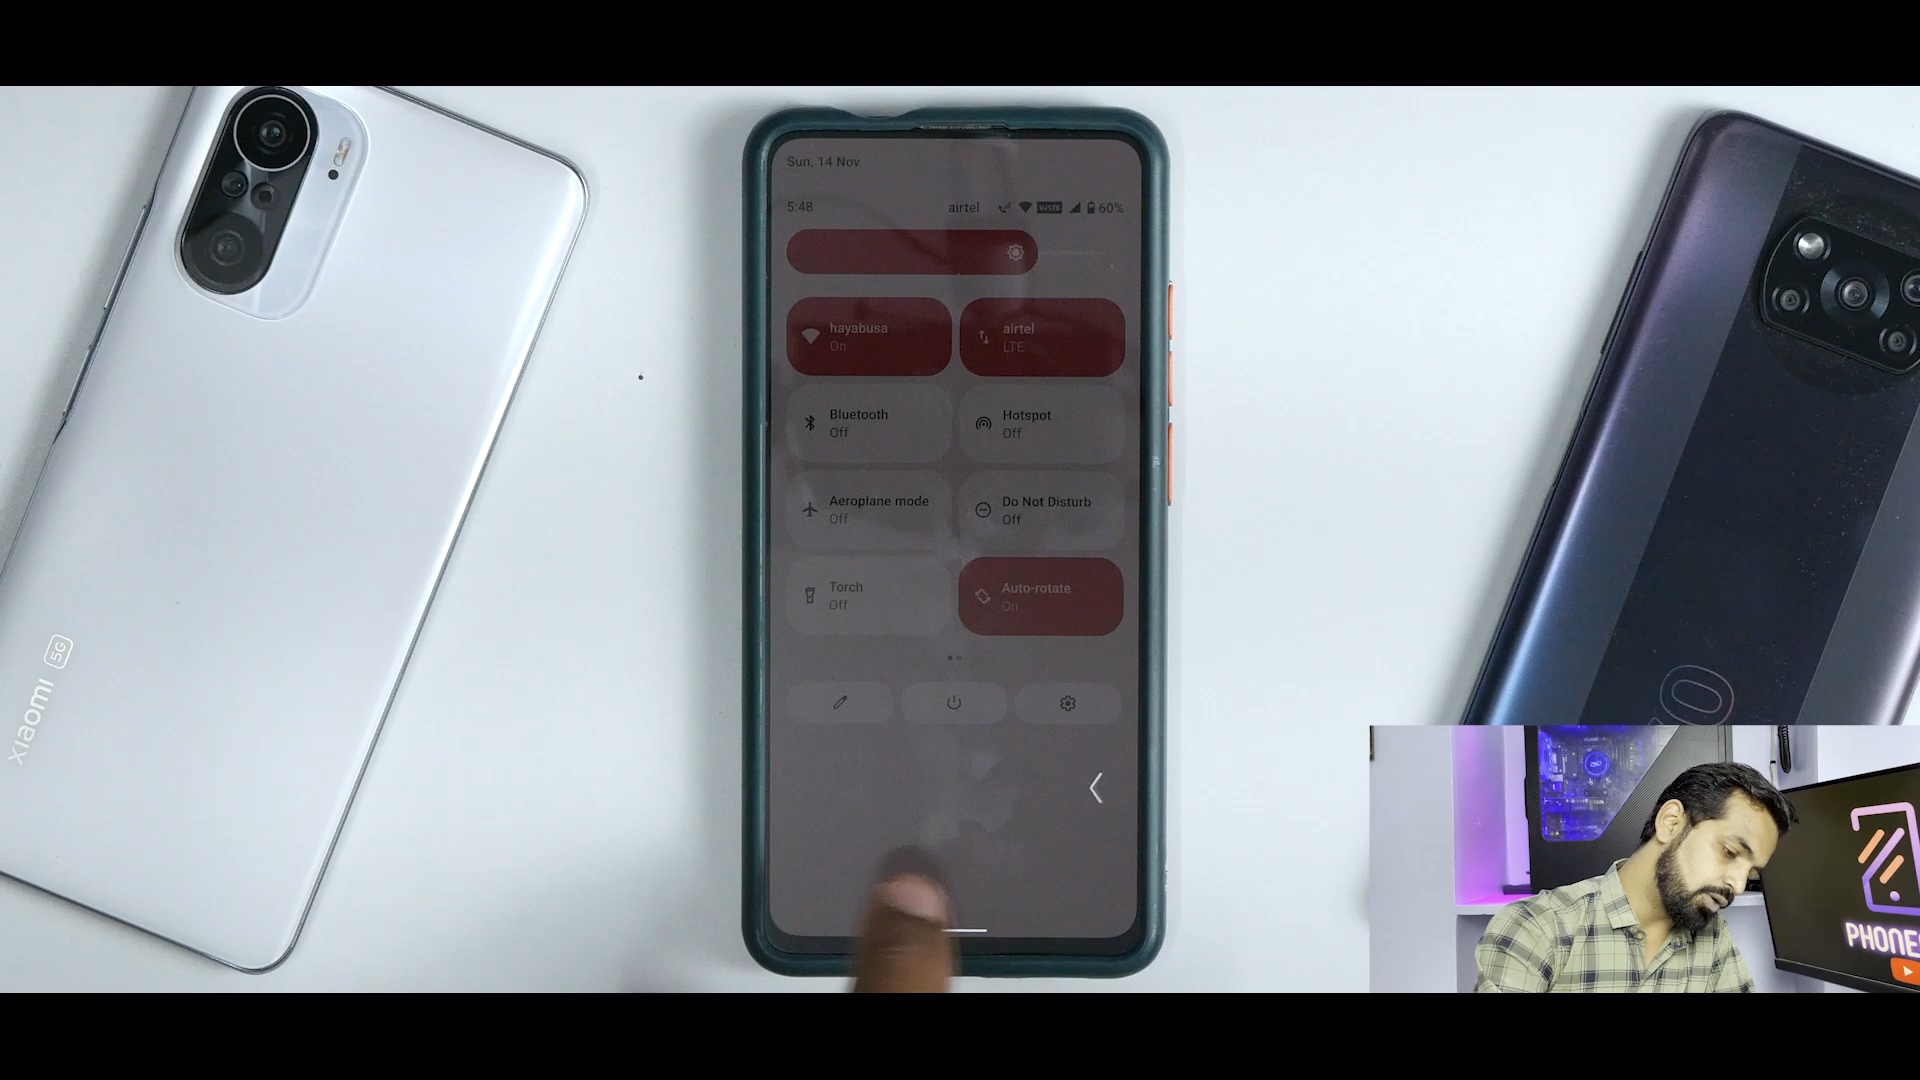 Sun, 14 Nov
5:48
airtel
VoLTE
60%
hayabusa
On
airtel
LTE
Bluetooth
Off
Hotspot
Off
Aeroplane mode
Off
Do Not Disturb
Off
Torch
Off
Auto-rotate
On
xiaomi 5G
PHONE